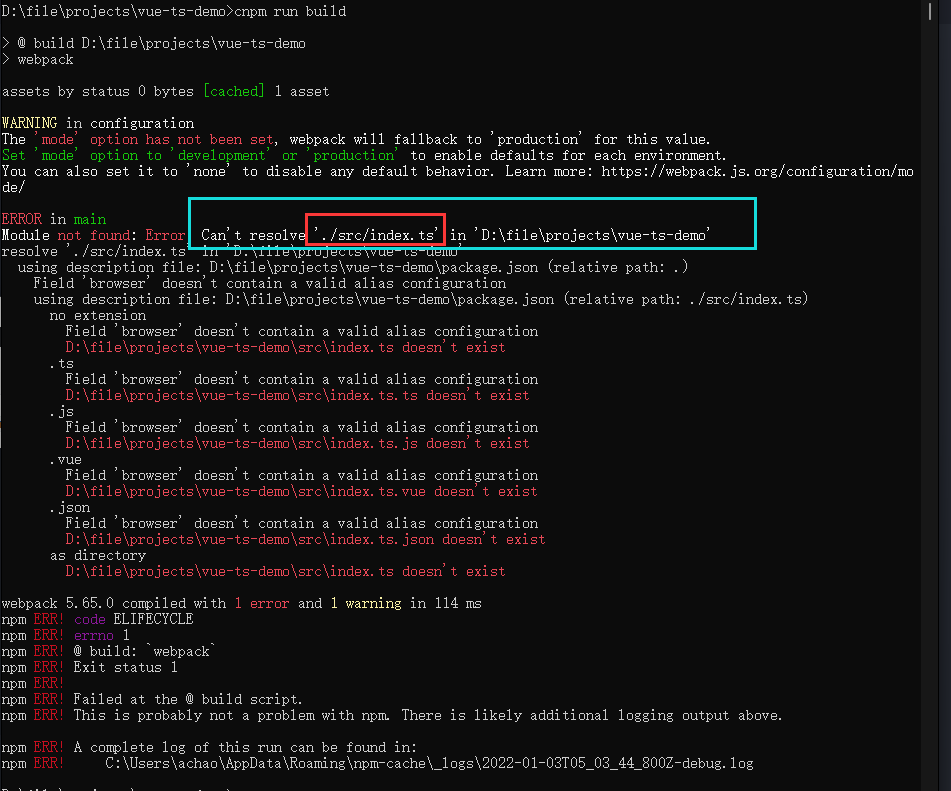 D:\file\projects\vue-ts-demo>cnpm run build
> @ build D:\file\projects\vue-ts-demo
> webpack
assets by status 0 bytes [cached] 1 asset
WARNING in configuration
The 'mode' option has not been set, webpack will fallback to 'production' for this value.
Set 'mode' option to 'development' or 'production' to enable defaults for each environment.
You can also set it to 'none' to disable any default behavior. Learn more: https://webpack.js.org/configuration/mo
de/
ERROR in main
Module not found: Error Can't resolve './src/index.ts' in 'D:\file\projects\vue-ts-demo'
resolve './src/index.ts' in 'D:\file\projects\vue-ts-demo'
  using description file: D:\file\projects\vue-ts-demo\package.json (relative path: .)
    Field 'browser' doesn't contain a valid alias configuration
    using description file: D:\file\projects\vue-ts-demo\package.json (relative path: ./src/index.ts)
      no extension
        Field 'browser' doesn't contain a valid alias configuration
        D:\file\projects\vue-ts-demo\src\index.ts doesn't exist
      .ts
        Field 'browser' doesn't contain a valid alias configuration
        D:\file\projects\vue-ts-demo\src\index.ts.ts doesn't exist
      .js
        Field 'browser' doesn't contain a valid alias configuration
        D:\file\projects\vue-ts-demo\src\index.ts.js doesn't exist
      .vue
        Field 'browser' doesn't contain a valid alias configuration
        D:\file\projects\vue-ts-demo\src\index.ts.vue doesn't exist
      .json
        Field 'browser' doesn't contain a valid alias configuration
        D:\file\projects\vue-ts-demo\src\index.ts.json doesn't exist
      as directory
        D:\file\projects\vue-ts-demo\src\index.ts doesn't exist
webpack 5.65.0 compiled with 1 error and 1 warning in 114 ms
npm ERR! code ELIFECYCLE
npm ERR! errno 1
npm ERR! @ build: `webpack`
npm ERR! Exit status 1
npm ERR!
npm ERR! Failed at the @ build script.
npm ERR! This is probably not a problem with npm. There is likely additional logging output above.
npm ERR! A complete log of this run can be found in:
npm ERR!     C:\Users\achao\AppData\Roaming\npm-cache\_logs\2022-01-03T05_03_44_800Z-debug.log